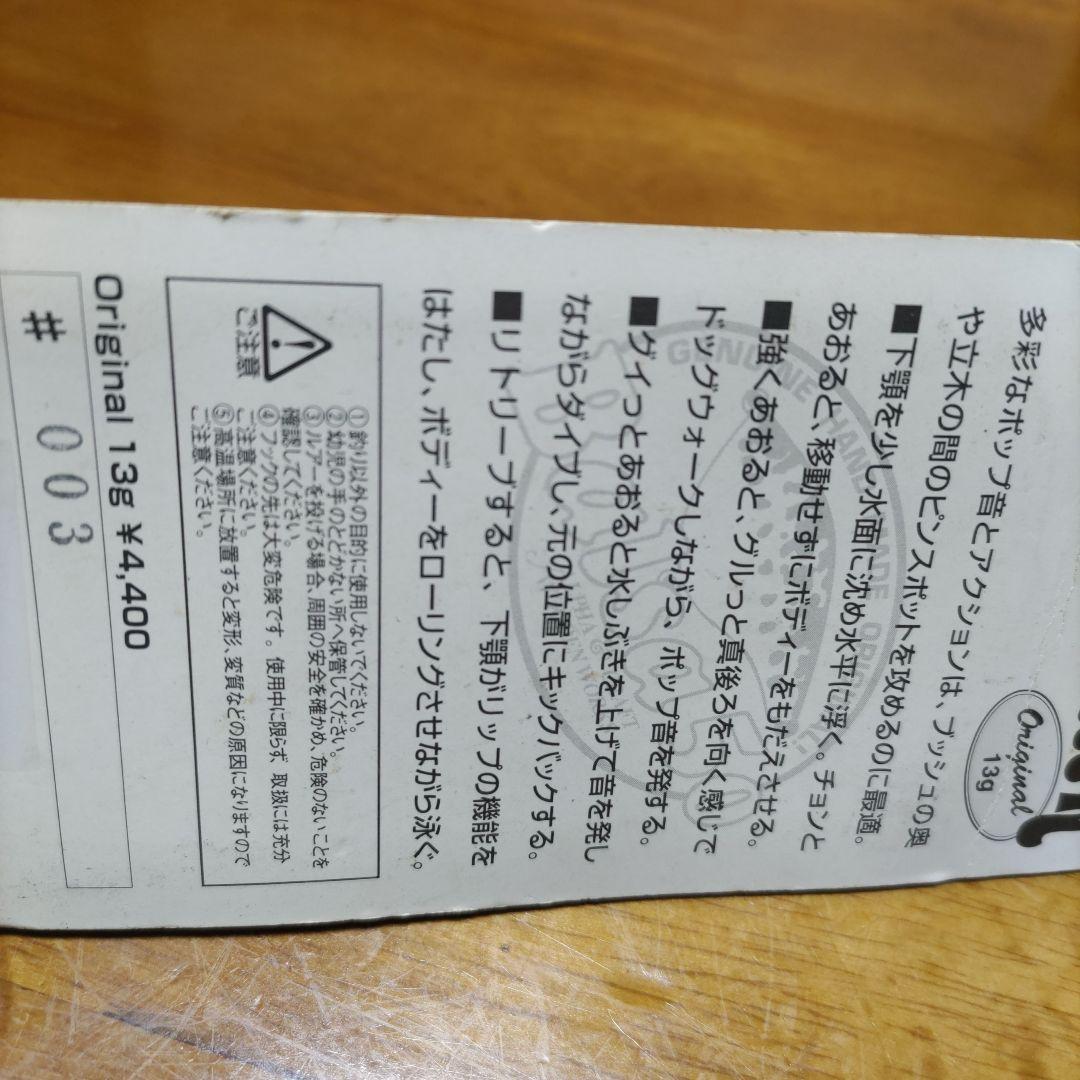 Original
13g
多彩なポップ音とアクションは、ブッシュの奥
や立木の間のピンスポットを攻めるのに最適。
■下顎を少し水面に沈め水平に浮く。チョンと
あおると、移動せずにボディーをもだえさせる。
■強くあおると、グルっと真後ろを向く感じで
ドッグウォークしながら、ポップ音を発する。
■グイっとあおると水しぶきを上げて音を発し
ながらダイブし、元の位置にキックバックする。
■リトリーブすると、下顎がリップの機能を
はたし、ボディーをローリングさせながら泳ぐ。
ご注意
①釣り以外の目的に使用しないでください。
②幼児の手のとどかない所へ保管してください。
③ルアーを投げる場合、周囲の安全を確かめ、危険のないことを
確認してください。
④フックの先は大変危険です。使用中に限らず、取扱には充分
ご注意ください。
⑤高温場所に放置すると変形、変質などの原因になりますので
ご注意ください。
Original 13g ¥4,400
# 003